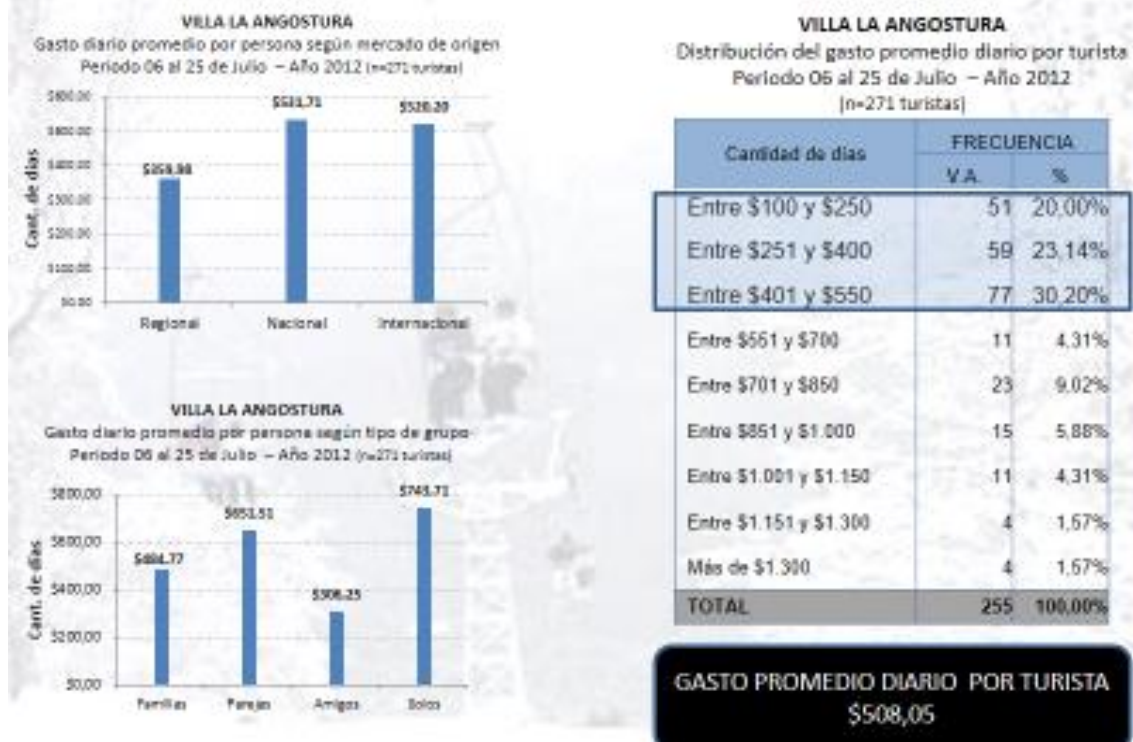 VILLA LA ANGOSTURA
Gasto diario promedio por persona según mercado de origen
Periodo 06 al 25 de Julio – Año 2012 (n=271 turistas)
Cant. de días
$600,00
$400,00
$300,00
$200,00
$100,00
$0,00
$359,98
$531,71
$520,20
Regional
Nacional
Internacional
VILLA LA ANGOSTURA
Gasto diario promedio por persona según tipo de grupo
Periodo 06 al 25 de Julio – Año 2012 (n=271 turistas)
Cant. de días
$800,00
$600,00
$400,00
$200,00
$0,00
$484,77
$306,25
Familias
Parejas
Amigos
Solos
VILLA LA ANGOSTURA
Distribución del gasto promedio diario por turista
Periodo 06 al 25 de Julio – Año 2012
(n=271 turistas)
Cantidad de días
FRECUENCIA
V.A. %
Entre $100 y $250 51 20,00%
Entre $251 y $400 59 23,14%
Entre $401 y $550 77 30,20%
Entre $551 y $700 11 4,31%
Entre $701 y $850 23 9,02%
Entre $851 y $1.000 15 5,88%
Entre $1.001 y $1.150 11 4,31%
Entre $1.151 y $1.300 4 1,57%
Más de $1.300 4 1,57%
TOTAL 255 100,00%
GASTO PROMEDIO DIARIO POR TURISTA
$508,05